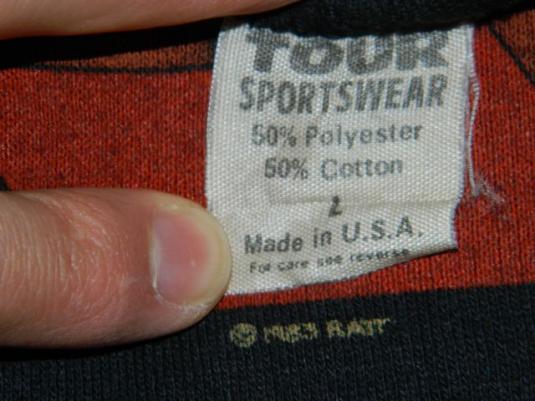 TOUR
SPORTSWEAR
50% Polyester
50% Cotton
L
Made in U.S.A.
For care see reverse
© 1983 RATT